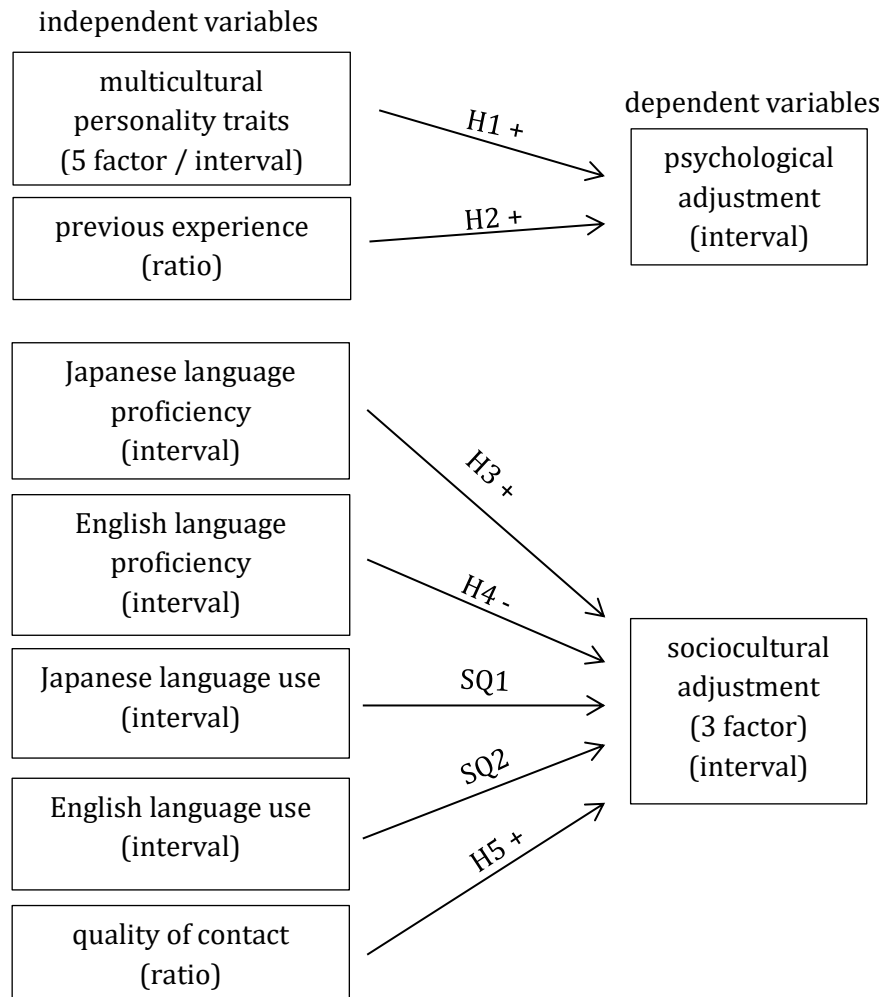 independent variables
multicultural
personality traits
(5 factor / interval)
H1 +
dependent variables
psychological
adjustment
(interval)
previous experience
(ratio)
H2 +
Japanese language
proficiency
(interval)
H3 +
English language
proficiency
(interval)
H4 -
Japanese language use
(interval)
SQ1
sociocultural
adjustment
(3 factor)
(interval)
English language use
(interval)
SQ2
quality of contact
(ratio)
H5 +